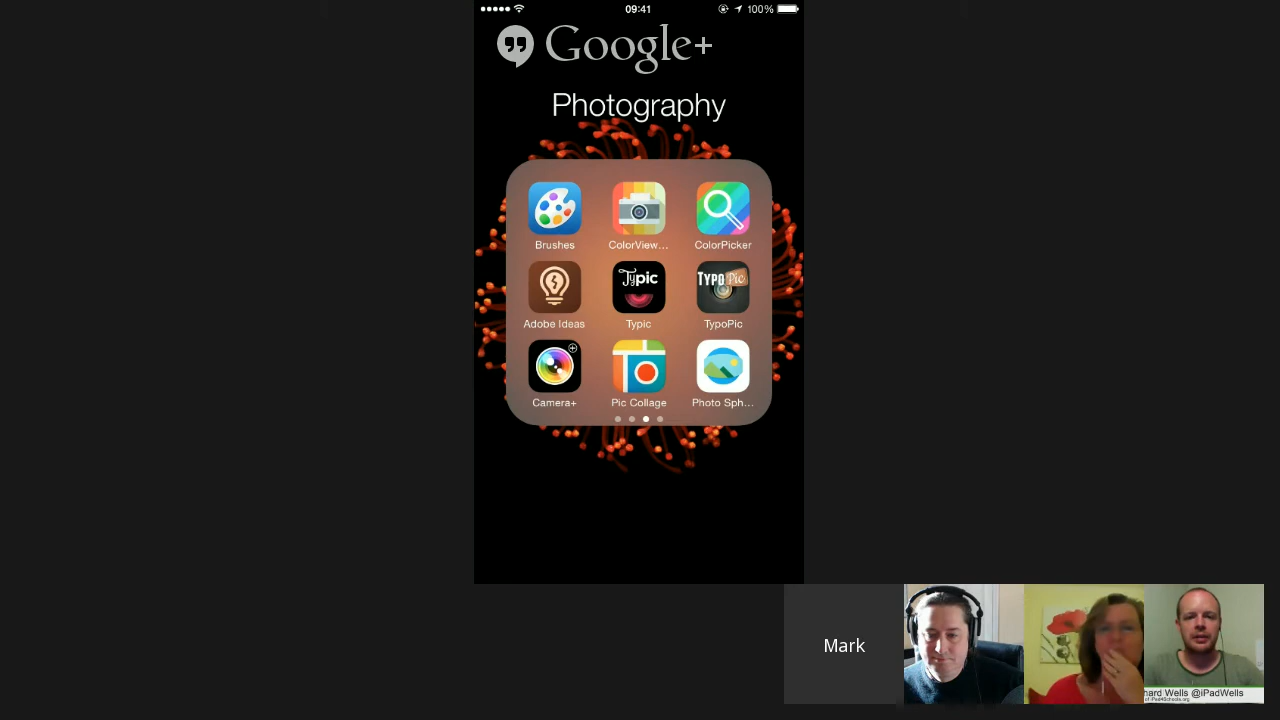 09:41
100%
Google+
Photography
Brushes
ColorView...
ColorPicker
Typic
TYPO Pic
Adobe Ideas
Typic
TypoPic
Camera+
Pic Collage
Photo Sph...
Mark
hard Wells @iPadWells